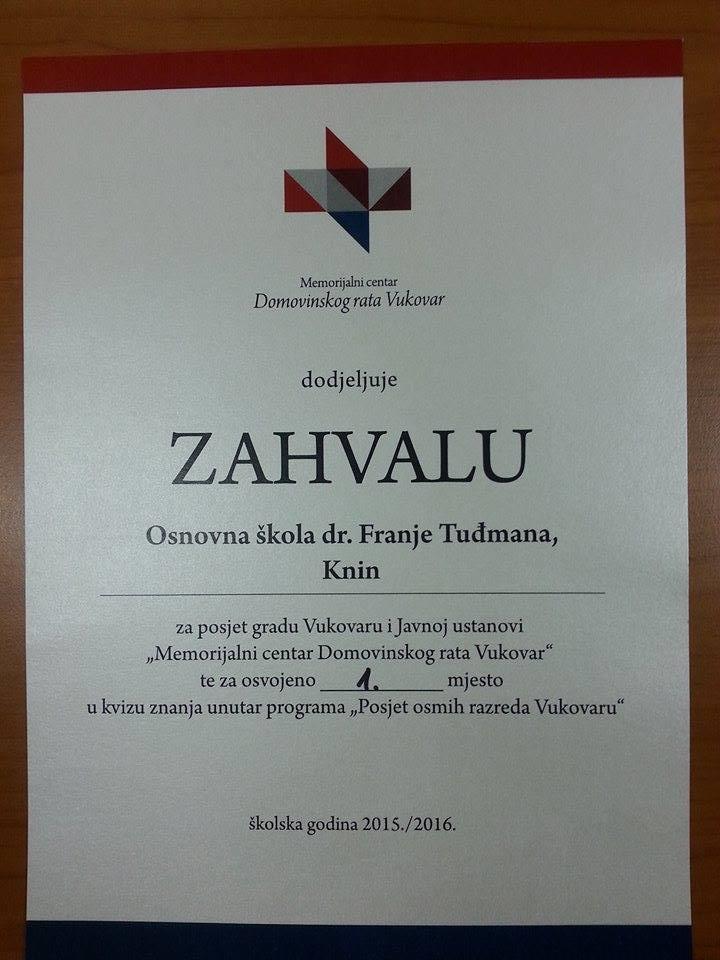 Memorijalni centar
Domovinskog rata Vukovar
dodjeljuje
ZAHVALU
Osnovna škola dr. Franje Tuđmana,
Knin
za posjet gradu Vukovaru i Javnoj ustanovi
„Memorijalni centar Domovinskog rata Vukovar“
te za osvojeno 1. mjesto
u kvizu znanja unutar programa „Posjet osmih razreda Vukovaru“
školska godina 2015./2016.